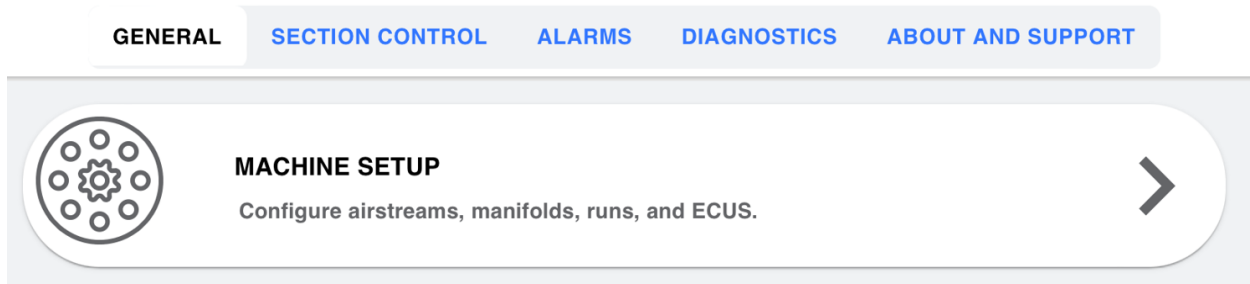 GENERAL SECTION CONTROL ALARMS DIAGNOSTICS ABOUT AND SUPPORT
MACHINE SETUP
Configure airstreams, manifolds, runs, and ECUS.